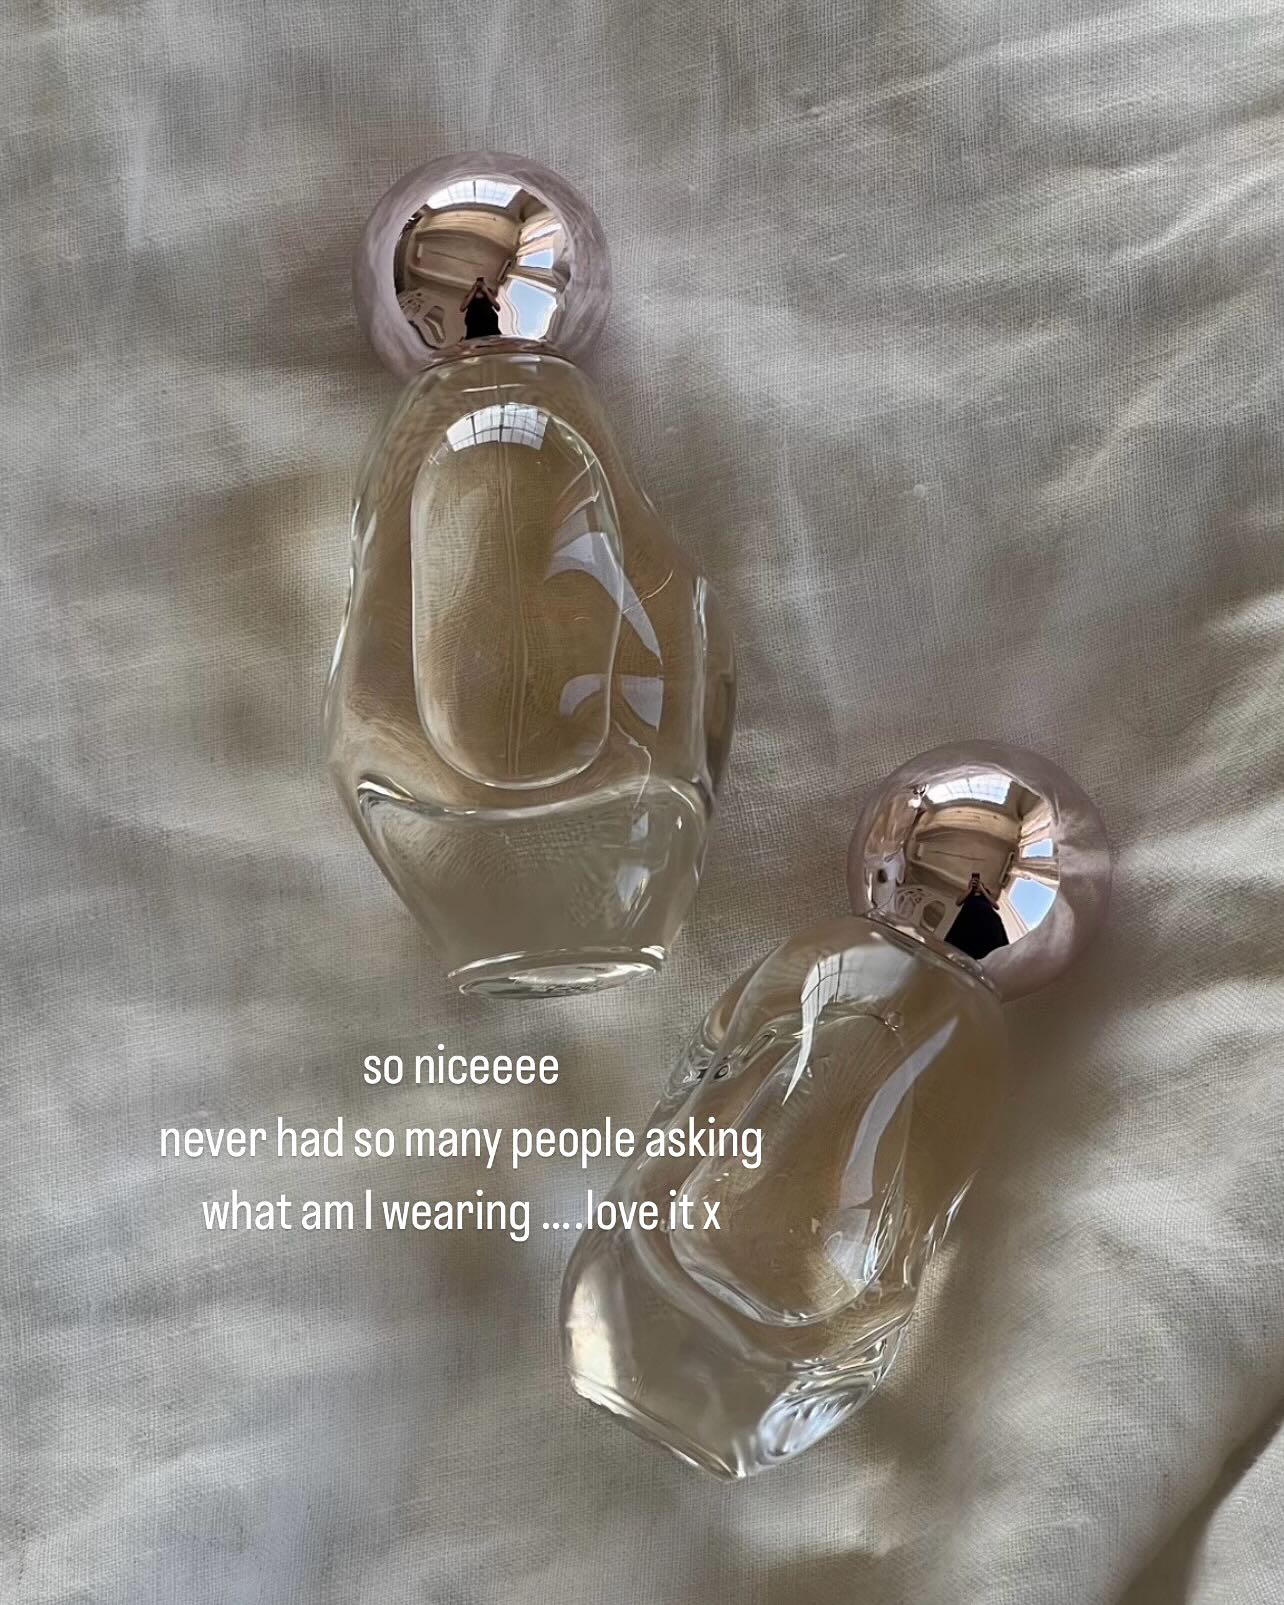 so niceeee
never had so many people asking
what am I wearing ....love it x